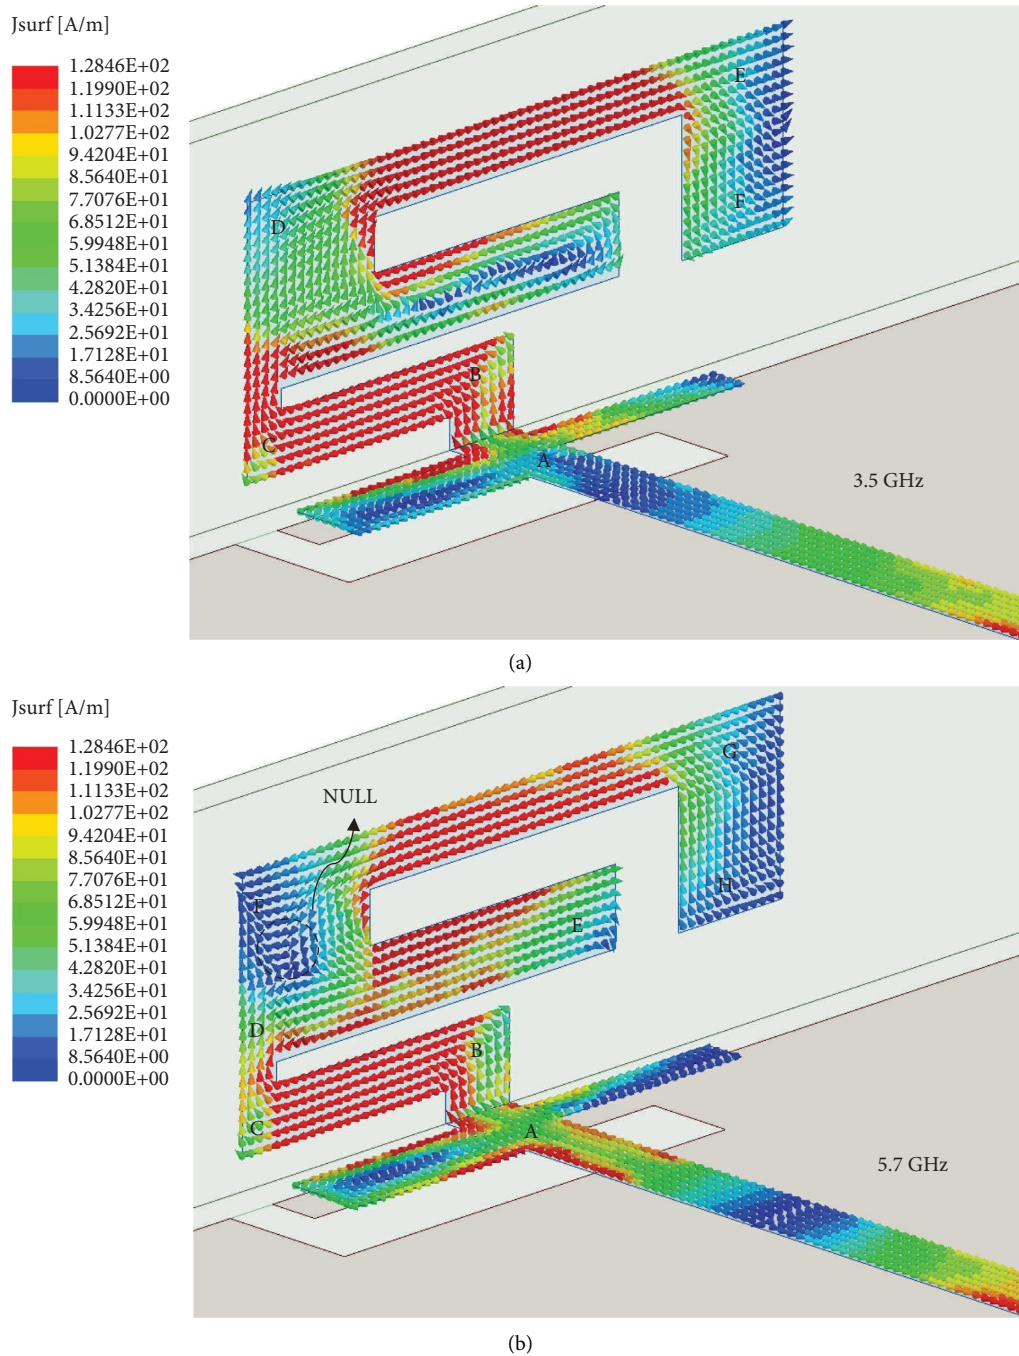 Jsurf [A/m]
1.2846E+02
1.1990E+02
1.1133E+02
1.0277E+02
9.4204E+01
8.5640E+01
7.7076E+01
6.8512E+01
5.9948E+01
5.1384E+01
4.2820E+01
3.4256E+01
2.5692E+01
1.7128E+01
8.5640E+00
0.0000E+00
E
F
D
B
C
A
3.5 GHz
(a)
Jsurf [A/m]
1.2846E+02
1.1990E+02
1.1133E+02
1.0277E+02
9.4204E+01
8.5640E+01
7.7076E+01
6.8512E+01
5.9948E+01
5.1384E+01
4.2820E+01
3.4256E+01
2.5692E+01
1.7128E+01
8.5640E+00
0.0000E+00
NULL
G
H
F
E
D
B
C
A
5.7 GHz
(b)